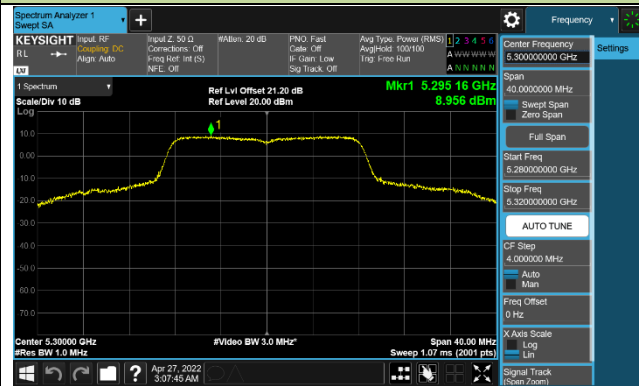 Spectrum Analyzer 1
Swept SA
+
Frequency
KEYSIGHT
RL
LXI
Input: RF
Coupling: DC
Align: Auto
Input Z: 50 Ω
Corrections: Off
Freq Ref: Int (S)
NFE: Off
#Atten: 20 dB
PNO: Fast
Gate: Off
IF Gain: Low
Sig Track: Off
Avg Type: Power (RMS)
Avg|Hold: 100/100
Trig: Free Run
1 2 3 4 5 6
A W W W W W
A N N N N N
1 Spectrum
Scale/Div 10 dB
Ref Lvl Offset 21.20 dB
Ref Level 20.00 dBm
Mkr1 5.295 16 GHz
8.956 dBm
Log
1
10.0
0.00
-10.0
-20.0
-30.0
-40.0
-50.0
-60.0
-70.0
Center 5.30000 GHz
#Res BW 1.0 MHz
#Video BW 3.0 MHz*
Span 40.00 MHz
Sweep 1.07 ms (2001 pts)
Center Frequency
5.300000000 GHz
Settings
Span
40.0000000 MHz
Swept Span
Zero Span
Full Span
Start Freq
5.280000000 GHz
Stop Freq
5.320000000 GHz
AUTO TUNE
CF Step
4.000000 MHz
Auto
Man
Freq Offset
0 Hz
X Axis Scale
Log
Lin
Signal Track
(Span Zoom)
?
Apr 27, 2022
3:07:45 AM